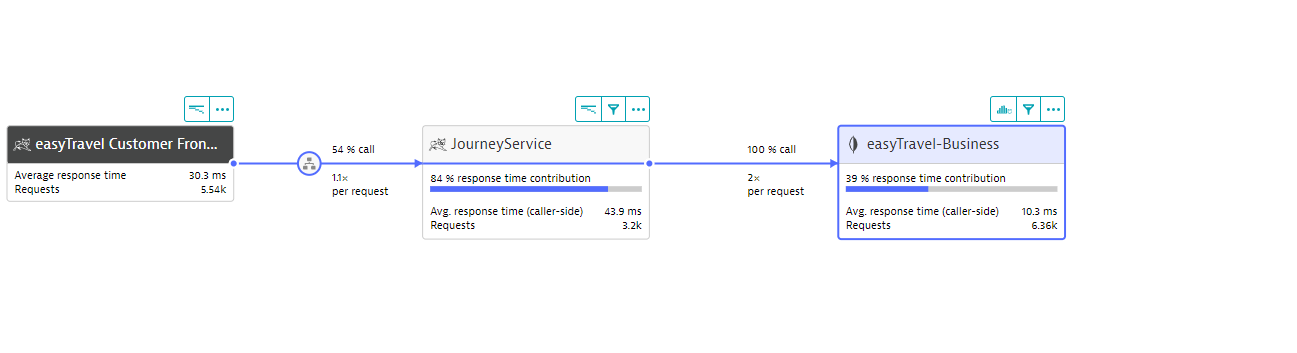 easyTravel Customer Fron...
Average response time 30.3 ms
Requests 5.54k
54 % call
1.1×
per request
JourneyService
84 % response time contribution
Avg. response time (caller-side) 43.9 ms
Requests 3.2k
100 % call
2×
per request
easyTravel-Business
39 % response time contribution
Avg. response time (caller-side) 10.3 ms
Requests 6.36k